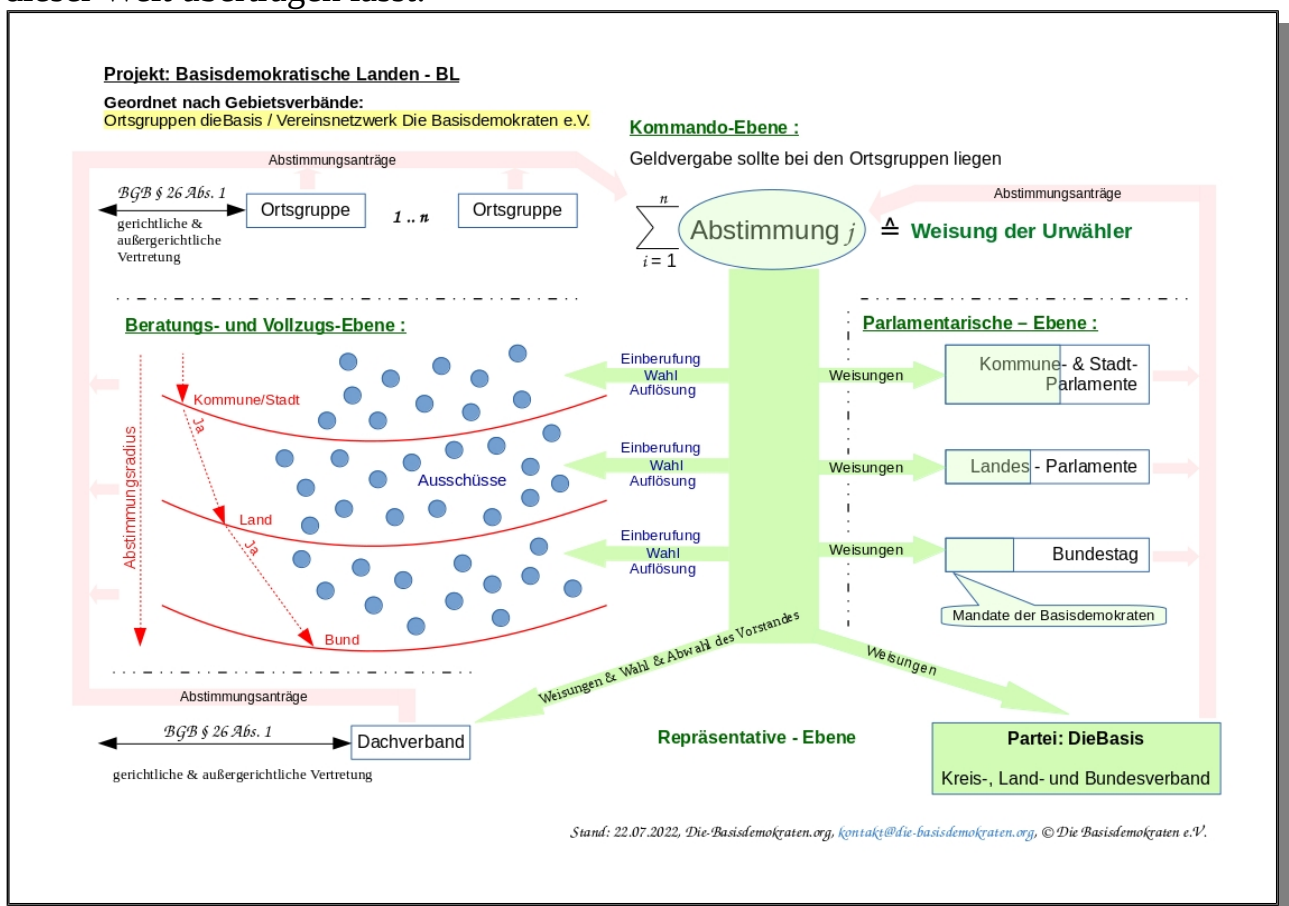 dieser Welt übertragen lässt.
Projekt: Basisdemokratische Landen - BL
Geordnet nach Gebietsverbände:
Ortsgruppen dieBasis / Vereinsnetzwerk Die Basisdemokraten e.V.
Kommando-Ebene :
Geldvergabe sollte bei den Ortsgruppen liegen
Abstimmungsanträge
Abstimmungsanträge
BGB § 26 Abs. 1
gerichtliche &
außergerichtliche
Vertretung
Ortsgruppe
1 .. n
Ortsgruppe
n
∑
i = 1
Abstimmung j
≙ Weisung der Urwähler
Beratungs- und Vollzugs-Ebene :
Parlamentarische – Ebene :
Abstimmungsradius
Kommune/Stadt
Ja
Land
Ja
Bund
Ausschüsse
Einberufung
Wahl
Auflösung
Einberufung
Wahl
Auflösung
Einberufung
Wahl
Auflösung
Weisungen
Kommune- & Stadt-
Parlamente
Weisungen
Landes - Parlamente
Weisungen
Bundestag
Mandate der Basisdemokraten
Weisungen & Wahl & Abwahl des Vorstandes
Weisungen
Abstimmungsanträge
BGB § 26 Abs. 1
Dachverband
gerichtliche & außergerichtliche Vertretung
Repräsentative - Ebene
Partei: DieBasis
Kreis-, Land- und Bundesverband
Stand: 22.07.2022, Die-Basisdemokraten.org, kontakt@die-basisdemokraten.org, © Die Basisdemokraten e.V.